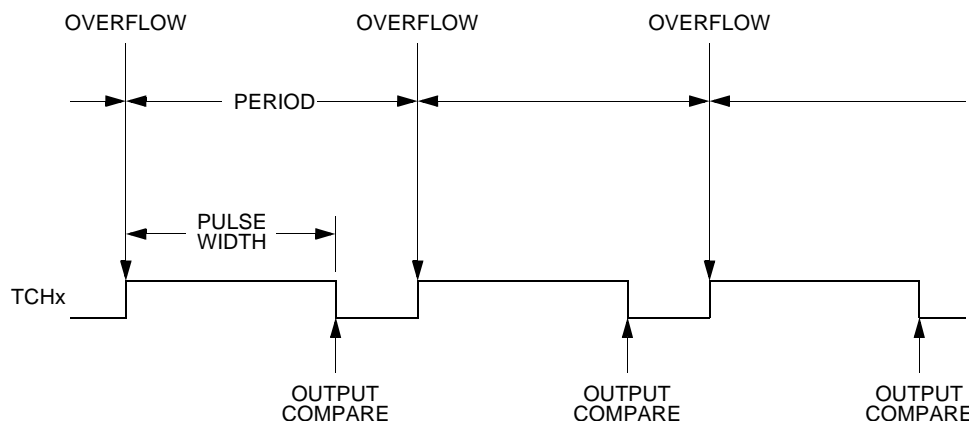 OVERFLOW OVERFLOW OVERFLOW
PERIOD
PULSE
WIDTH
TCHx
OUTPUT
COMPARE
OUTPUT
COMPARE
OUTPUT
COMPARE